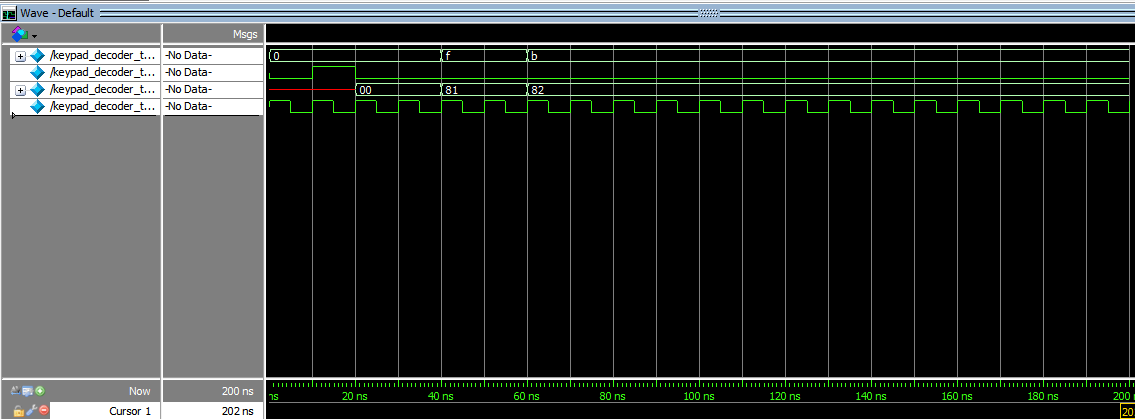 Wave - Default
Msgs
/keypad_decoder_t... -No Data- 0 f b
/keypad_decoder_t... -No Data-
/keypad_decoder_t... -No Data- 00 81 82
/keypad_decoder_t... -No Data-
Now 200 ns ns 20 ns 40 ns 60 ns 80 ns 100 ns 120 ns 140 ns 160 ns 180 ns 200
Cursor 1 202 ns 20